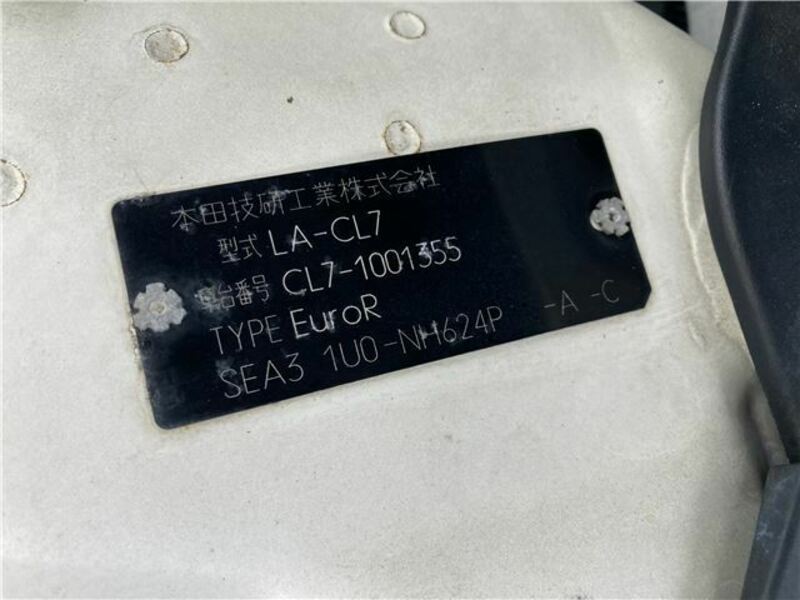 本田技研工業株式会社
型式 LA-CL7
車台番号 CL7-1001355
TYPE EuroR
SEA3 1U0-NH624P -A -C